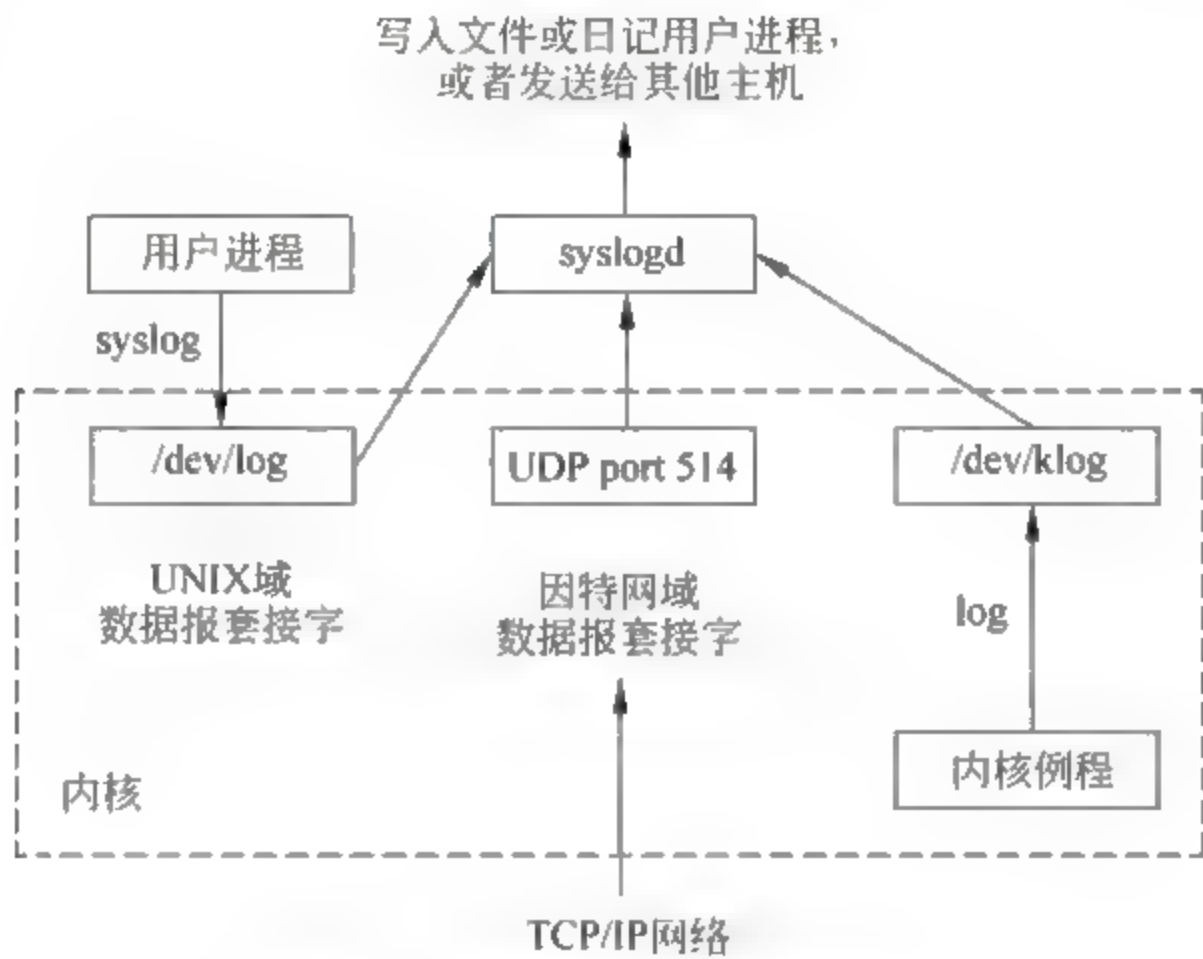 写入文件或日记用户进程，
或者发送给其他主机
用户进程
syslogd
syslog
/dev/log
UDP port 514
/dev/klog
UNIX域
数据报套接字
因特网域
数据报套接字
log
内核例程
内核
TCP/IP网络